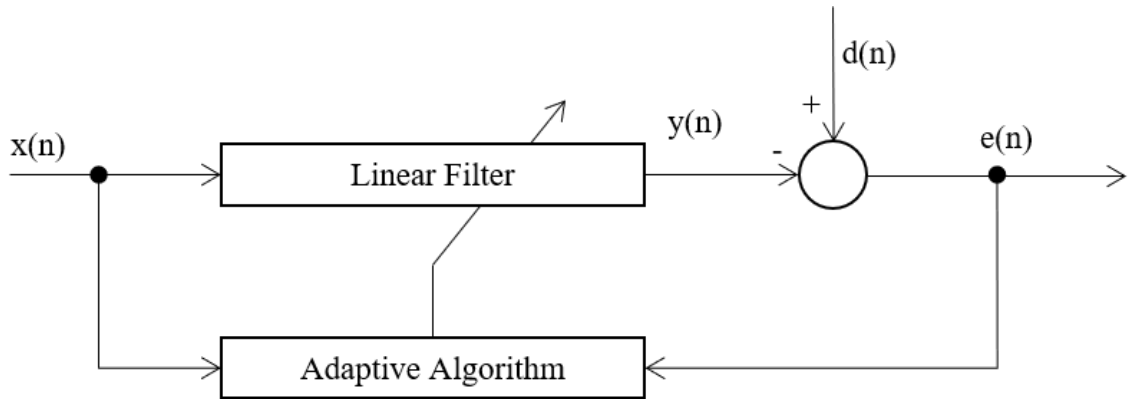 d(n)
+
x(n)
y(n)
e(n)
-
Linear Filter
Adaptive Algorithm